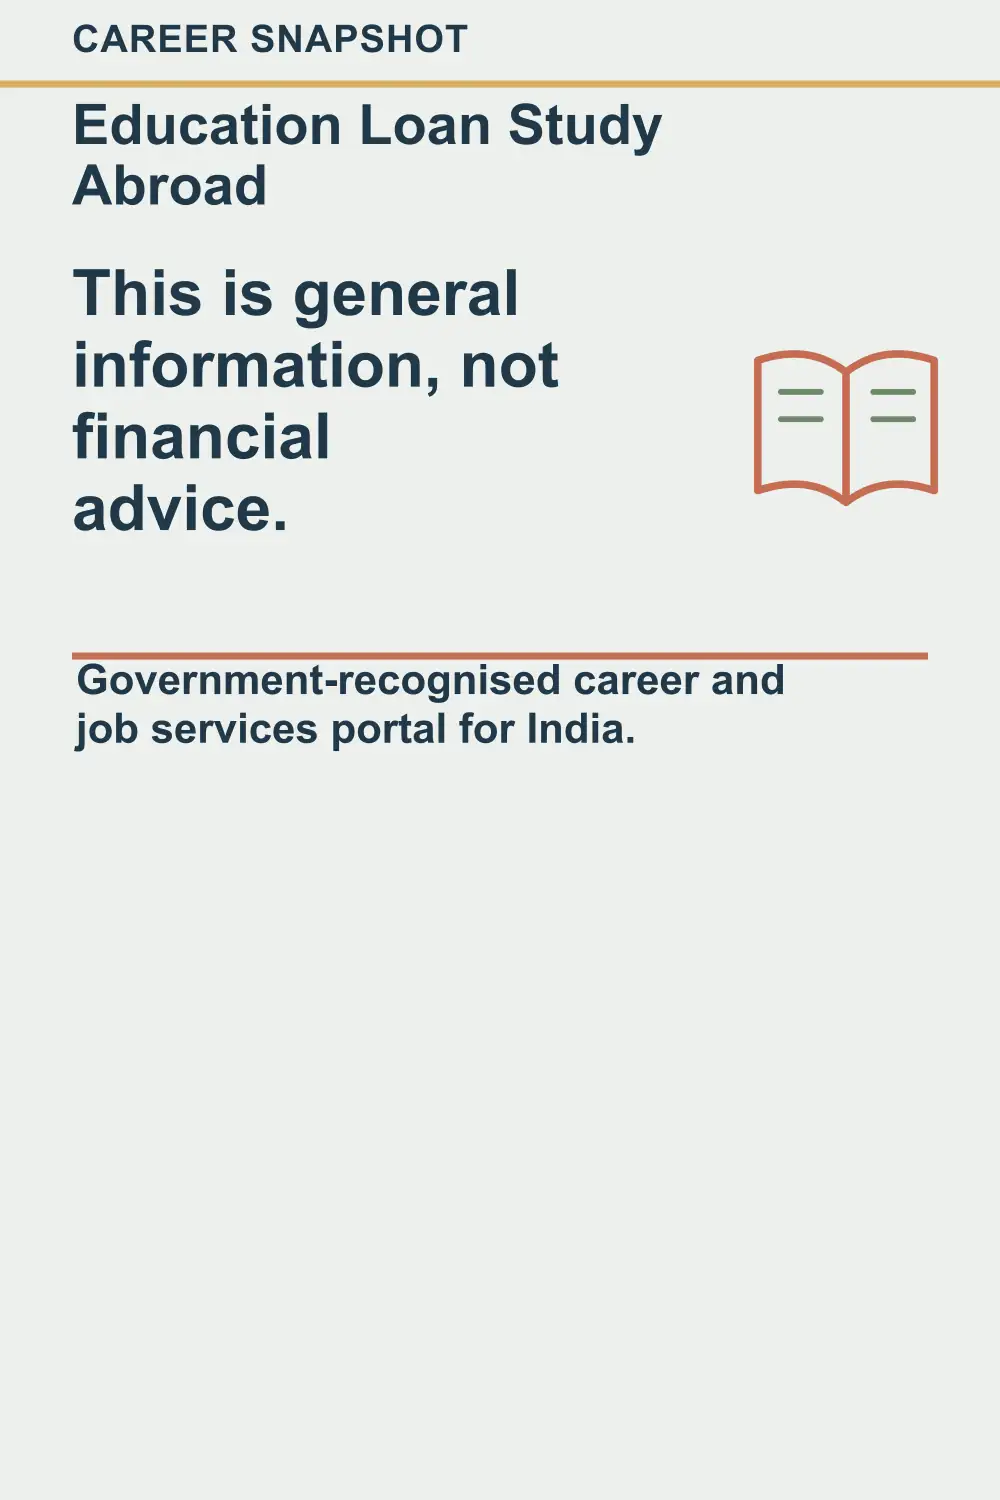 CAREER SNAPSHOT
Education Loan Study
Abroad
This is general
information, not
financial
advice.
Government-recognised career and
job services portal for India.